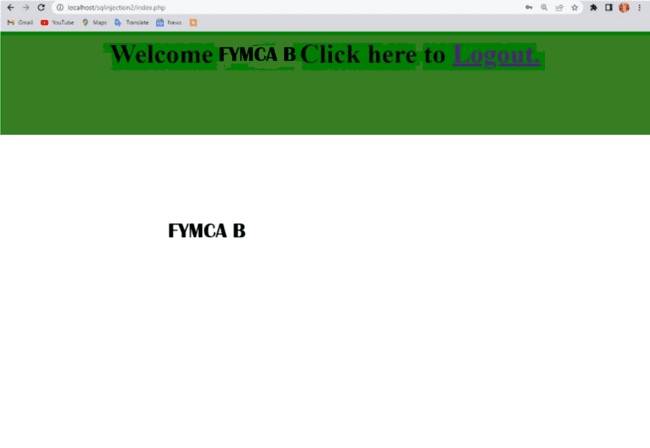 localhost/sqlinjection2/index.php
Gmail YouTube Maps Translate News
Welcome FYMCA B Click here to Logout.
FYMCA B